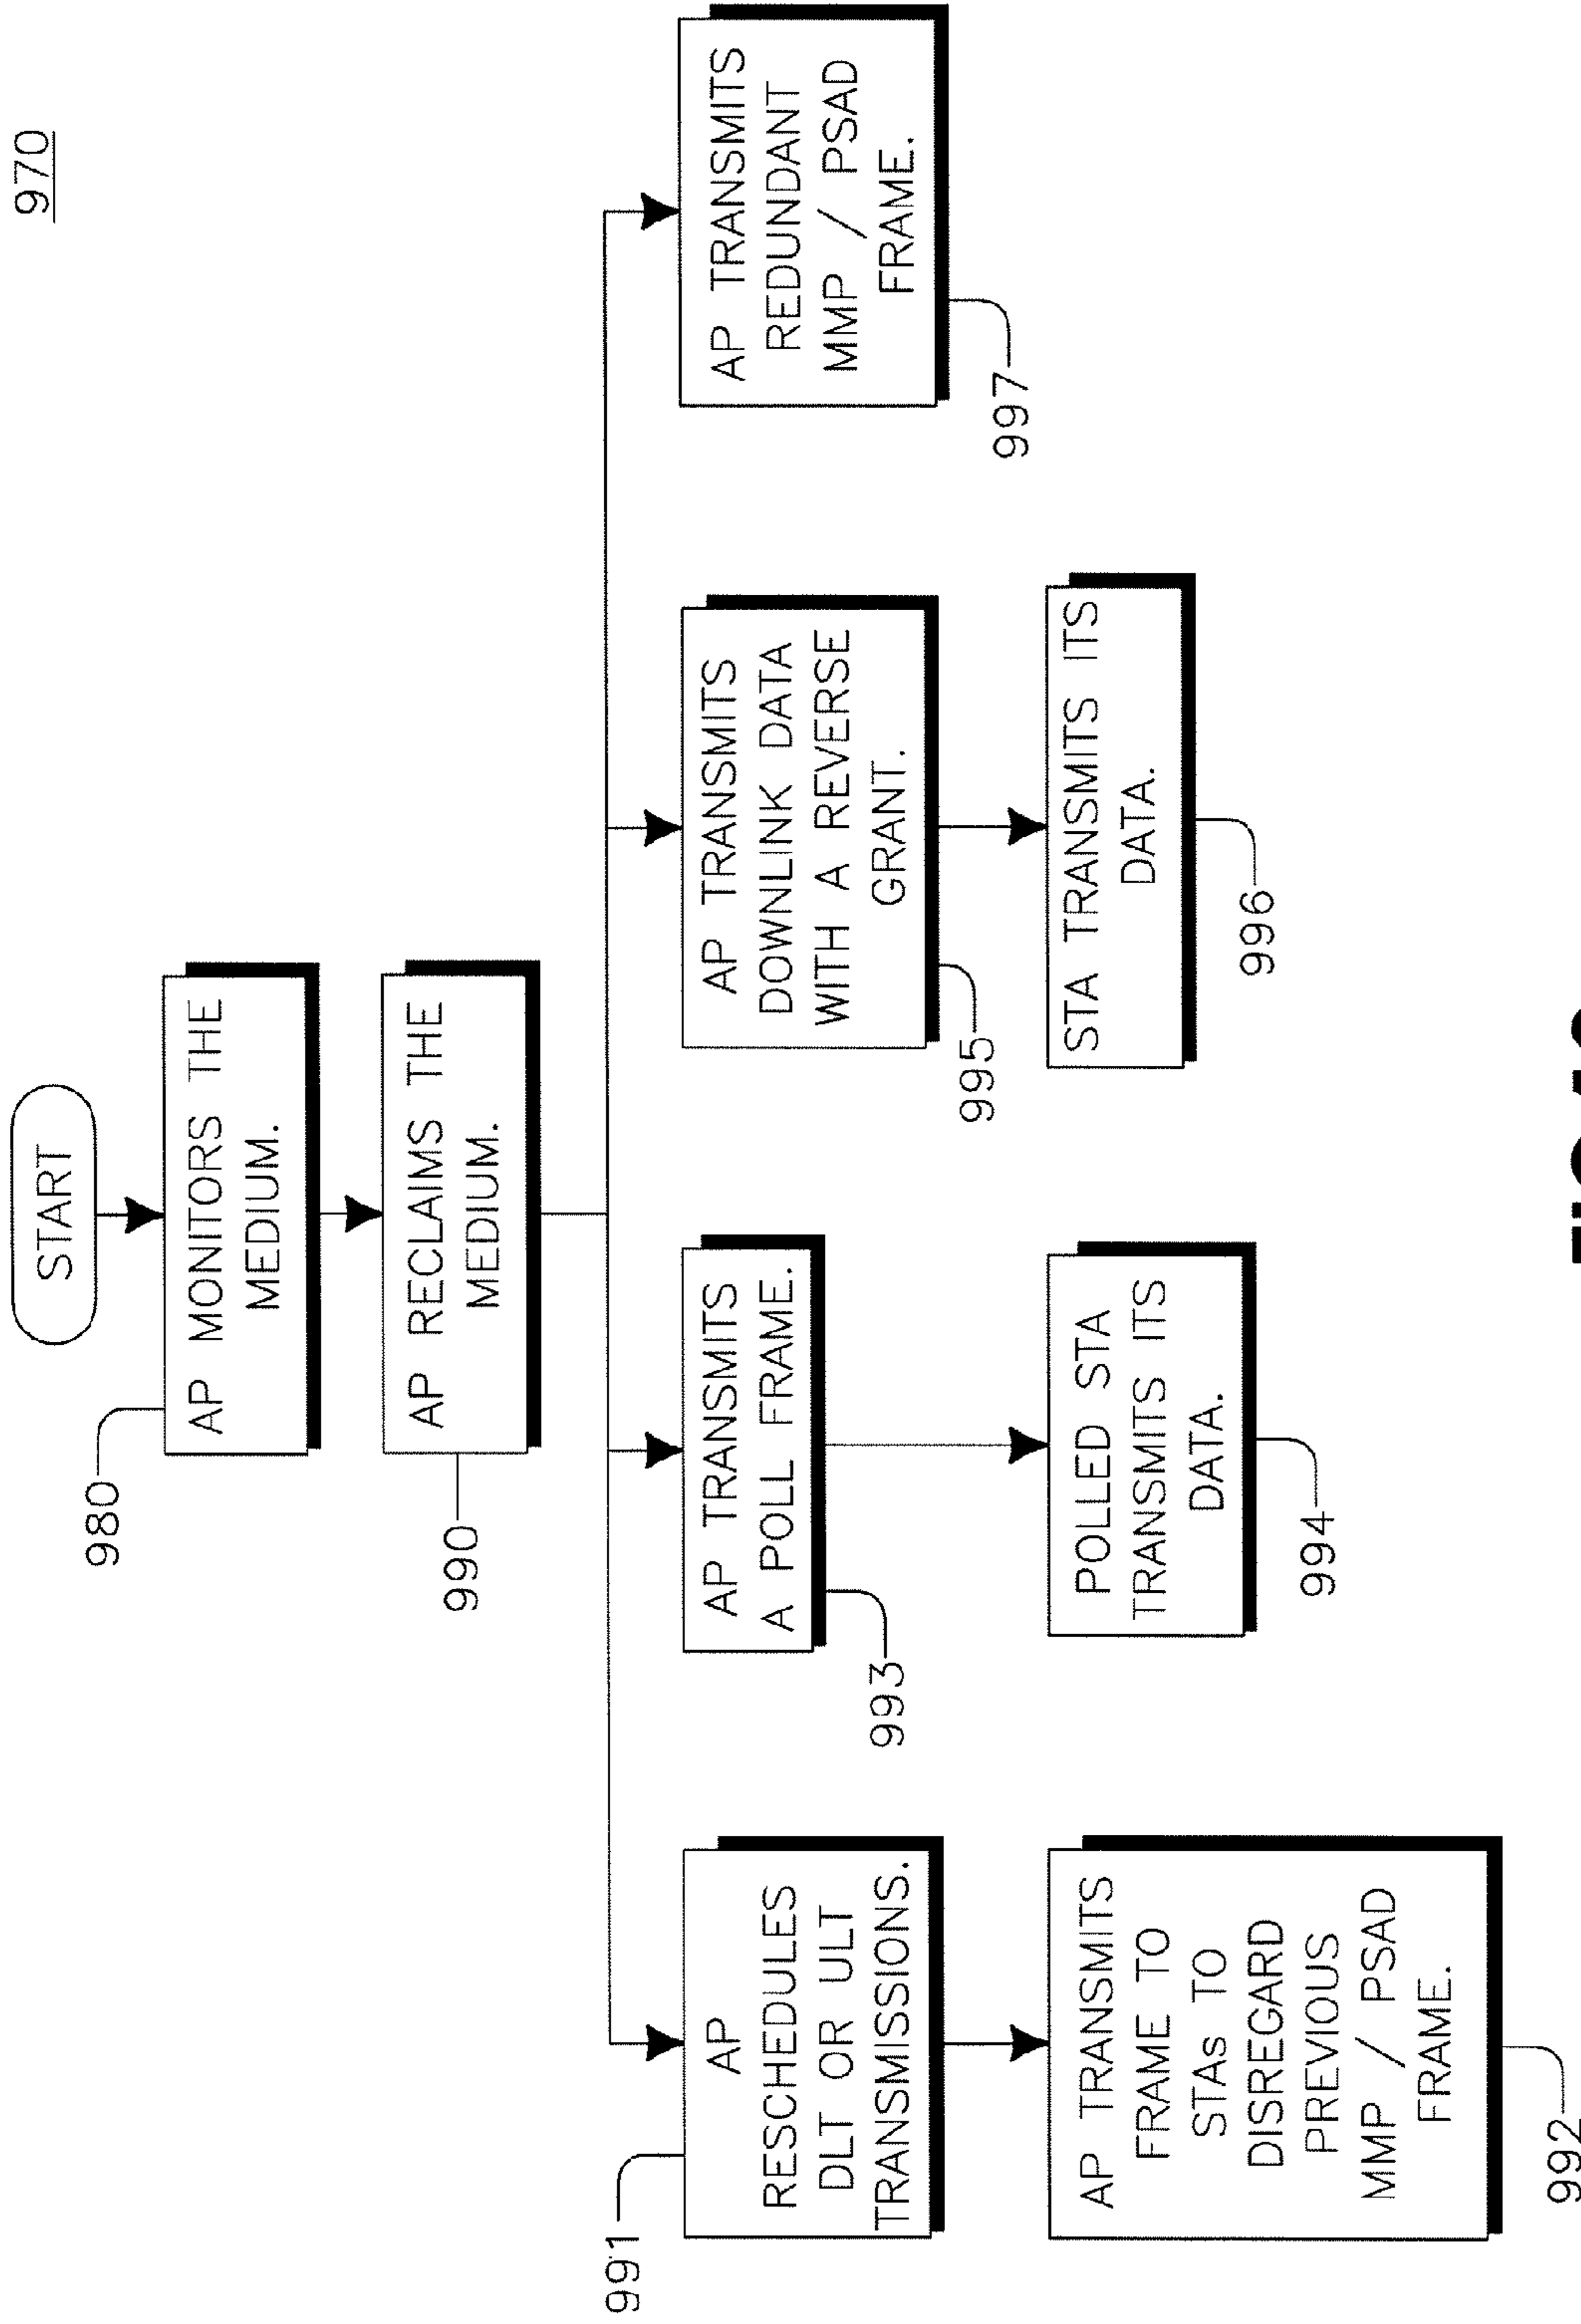 970
START
980
AP MONITORS THE
MEDIUM.
990
AP RECLAIMS THE
MEDIUM.
991
AP
RESCHEDULES
DLT OR ULT
TRANSMISSIONS.
992
AP TRANSMITS
FRAME TO
STAs TO
DISREGARD
PREVIOUS
MMP / PSAD
FRAME.
993
AP TRANSMITS
A POLL FRAME.
994
POLLED STA
TRANSMITS ITS
DATA.
995
AP TRANSMITS
DOWNLINK DATA
WITH A REVERSE
GRANT.
996
STA TRANSMITS ITS
DATA.
997
AP TRANSMITS
REDUNDANT
MMP / PSAD
FRAME.